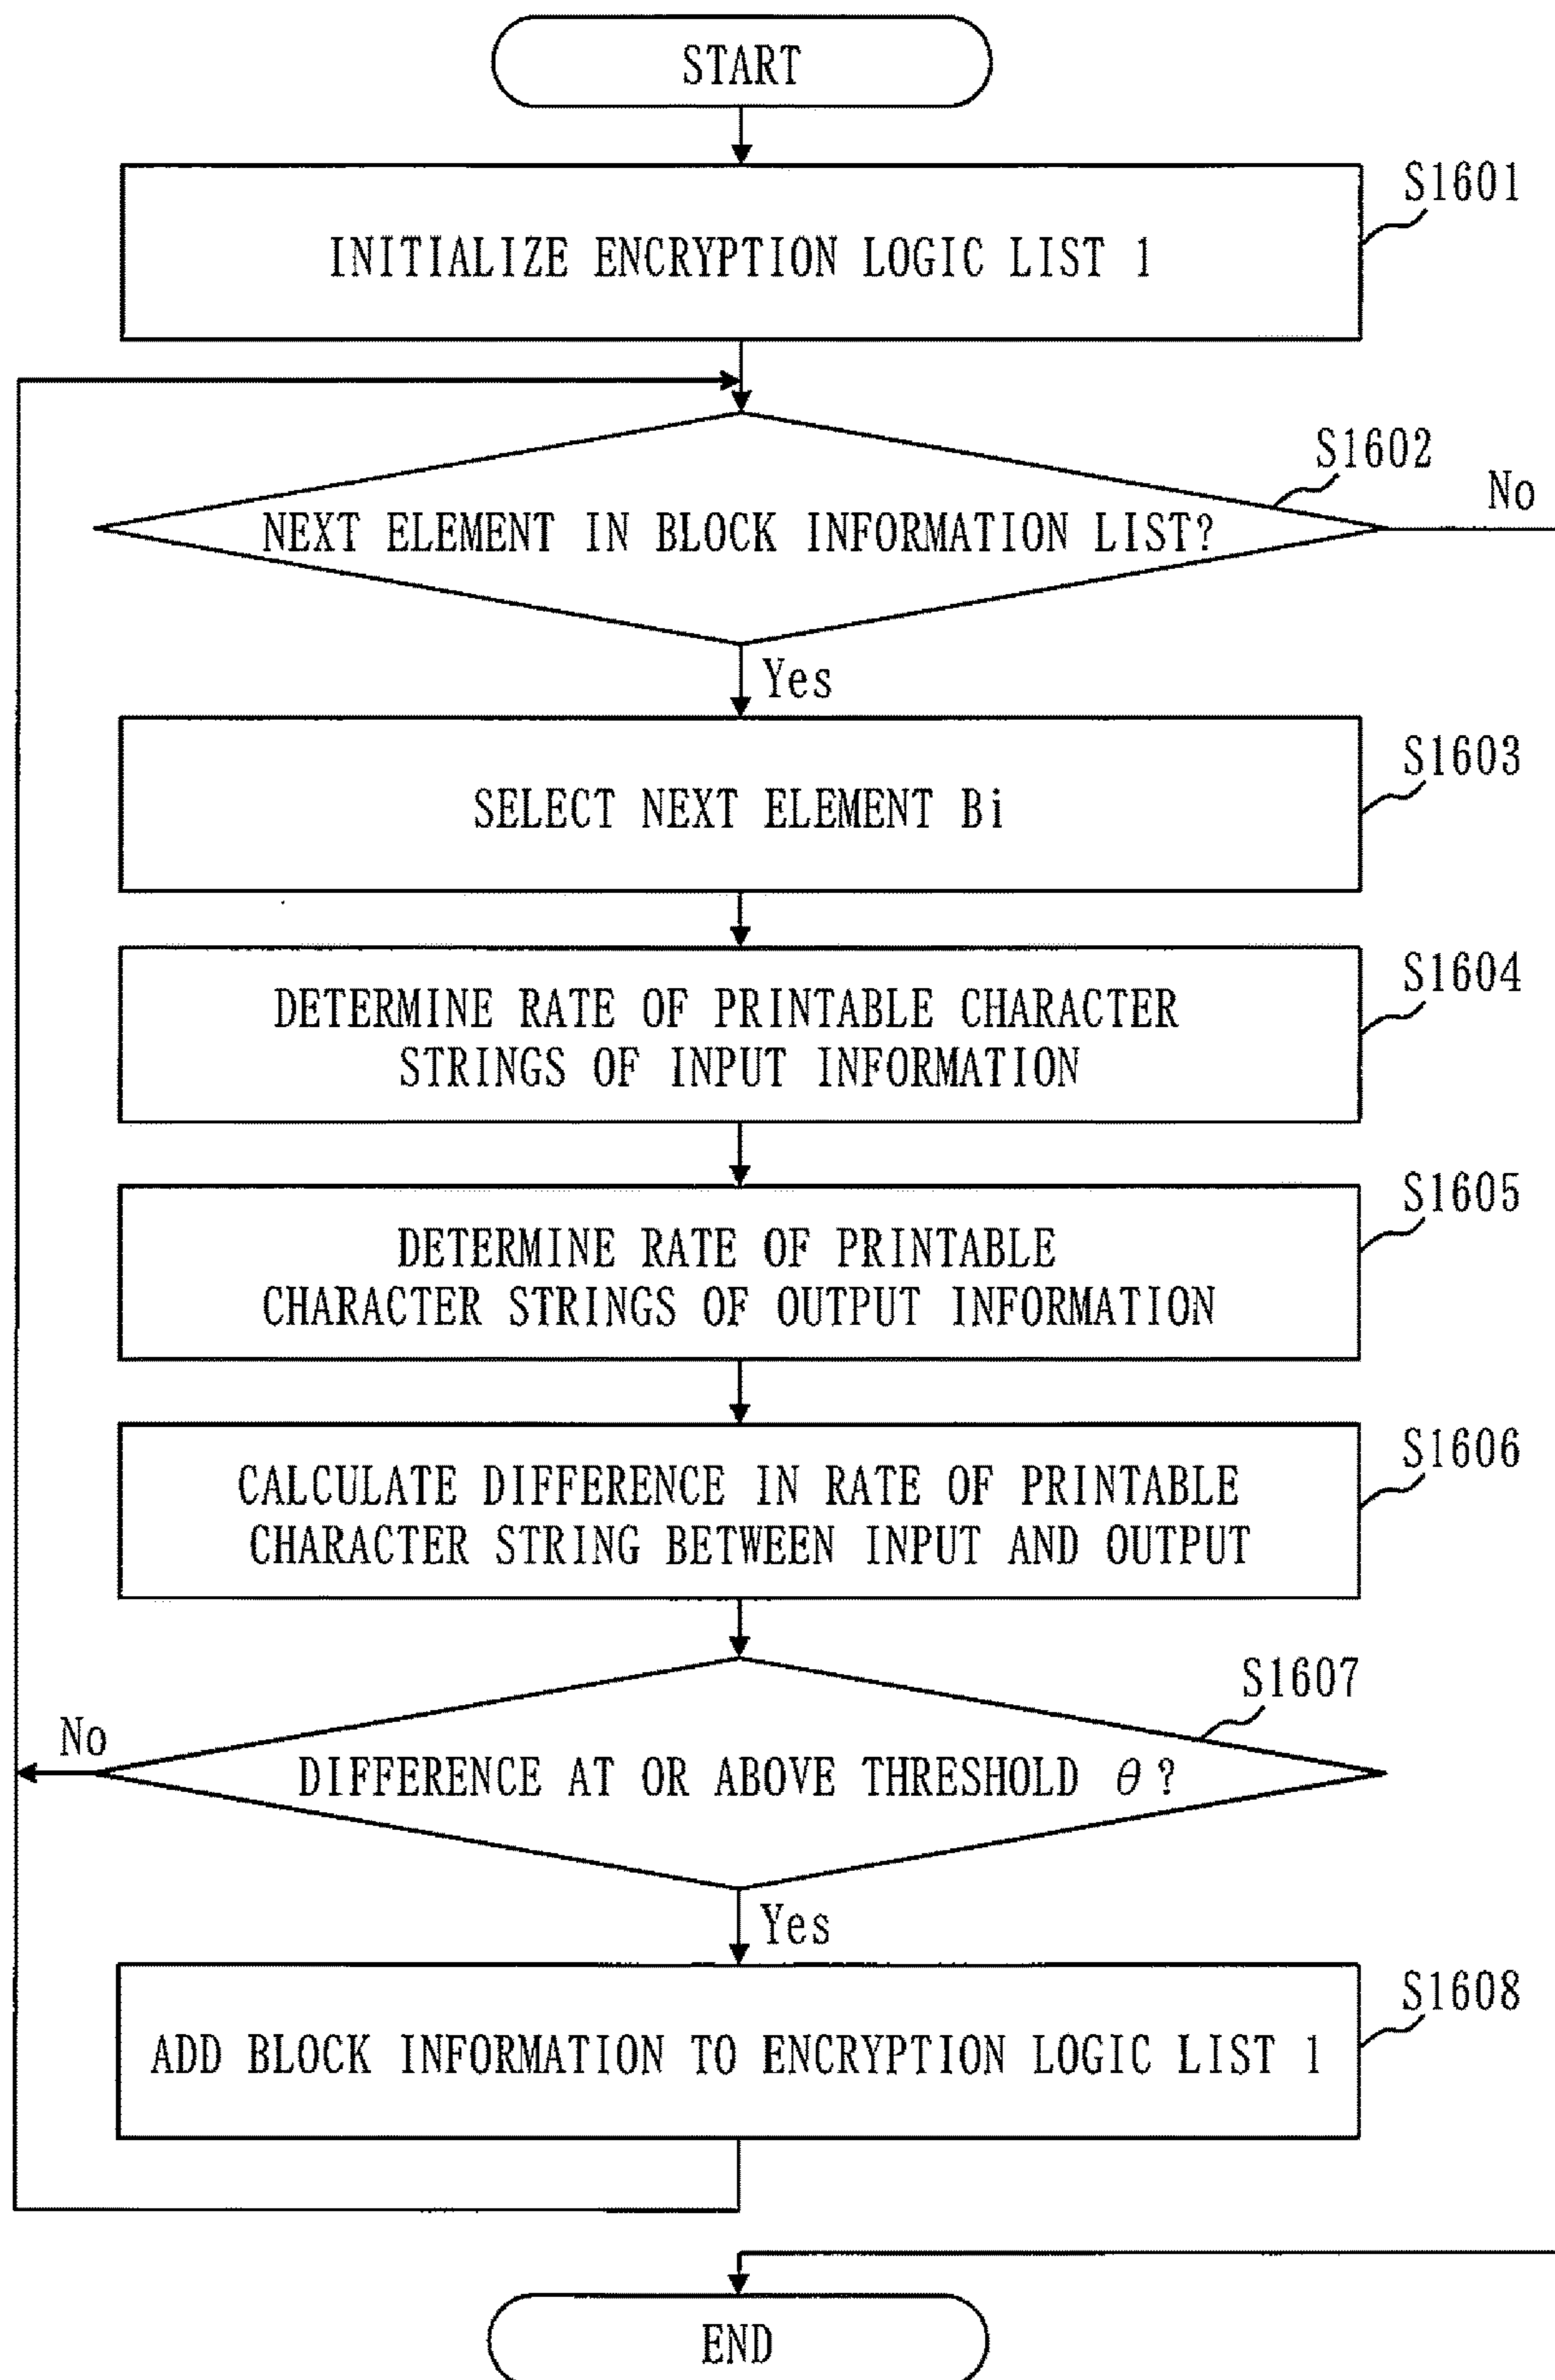 START
S1601
INITIALIZE ENCRYPTION LOGIC LIST 1
S1602
No
NEXT ELEMENT IN BLOCK INFORMATION LIST?
Yes
S1603
SELECT NEXT ELEMENT Bi
S1604
DETERMINE RATE OF PRINTABLE CHARACTER
STRINGS OF INPUT INFORMATION
S1605
DETERMINE RATE OF PRINTABLE
CHARACTER STRINGS OF OUTPUT INFORMATION
S1606
CALCULATE DIFFERENCE IN RATE OF PRINTABLE
CHARACTER STRING BETWEEN INPUT AND OUTPUT
S1607
No
DIFFERENCE AT OR ABOVE THRESHOLD θ?
Yes
S1608
ADD BLOCK INFORMATION TO ENCRYPTION LOGIC LIST 1
END